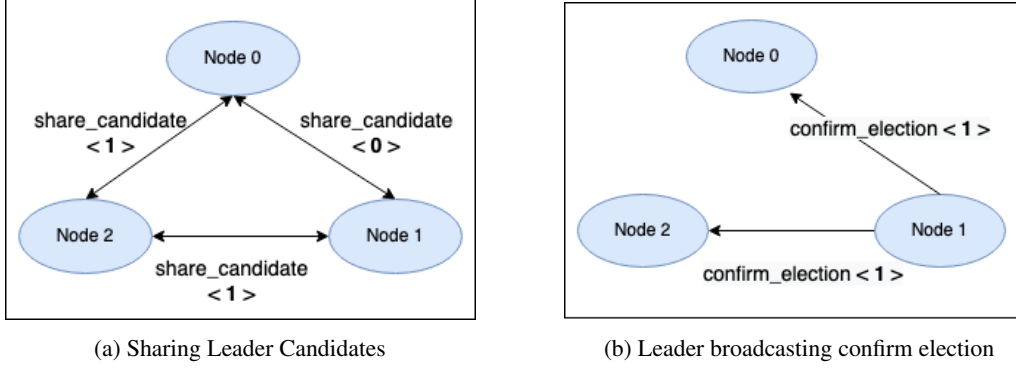 Node 0
share_candidate
< 1 >
share_candidate
< 0 >
Node 2
Node 1
share_candidate
< 1 >
(a) Sharing Leader Candidates
Node 0
confirm_election < 1 >
Node 2
Node 1
confirm_election < 1 >
(b) Leader broadcasting confirm election